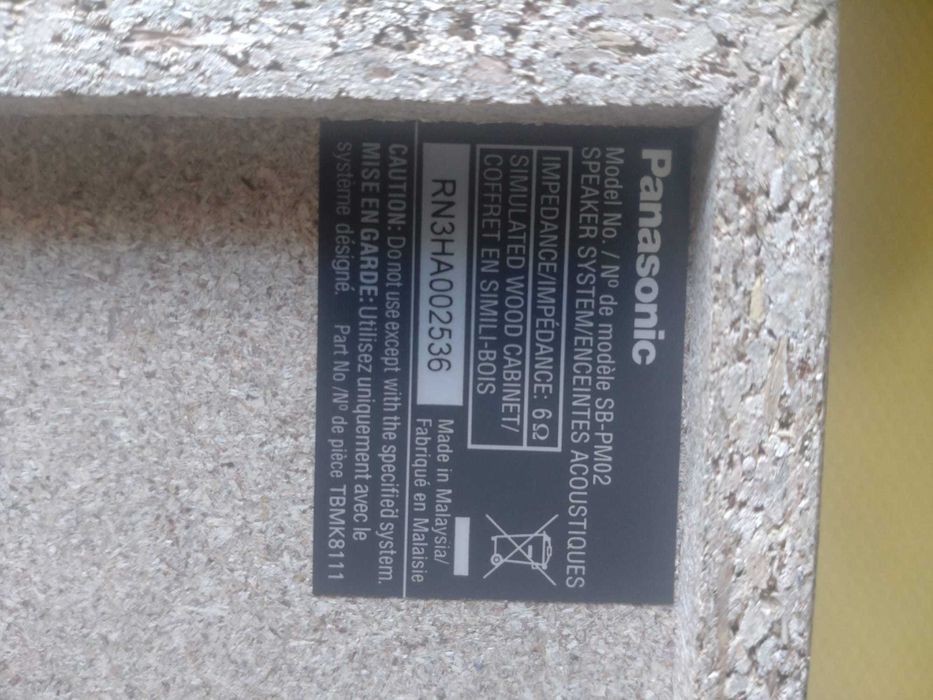 Panasonic
Model No. / Nº de modèle SB-PM02
SPEAKER SYSTEM/ENCEINTES ACOUSTIQUES
IMPEDANCE/IMPÉDANCE: 6 Ω
SIMULATED WOOD CABINET/
COFFRET EN SIMILI-BOIS
RN3HA002536
Made in Malaysia/
Fabriqué en Malaisie
CAUTION: Do not use except with the specified system.
MISE EN GARDE: Utilisez uniquement avec le
système désigné. Part No /Nº de pièce TBMK8111